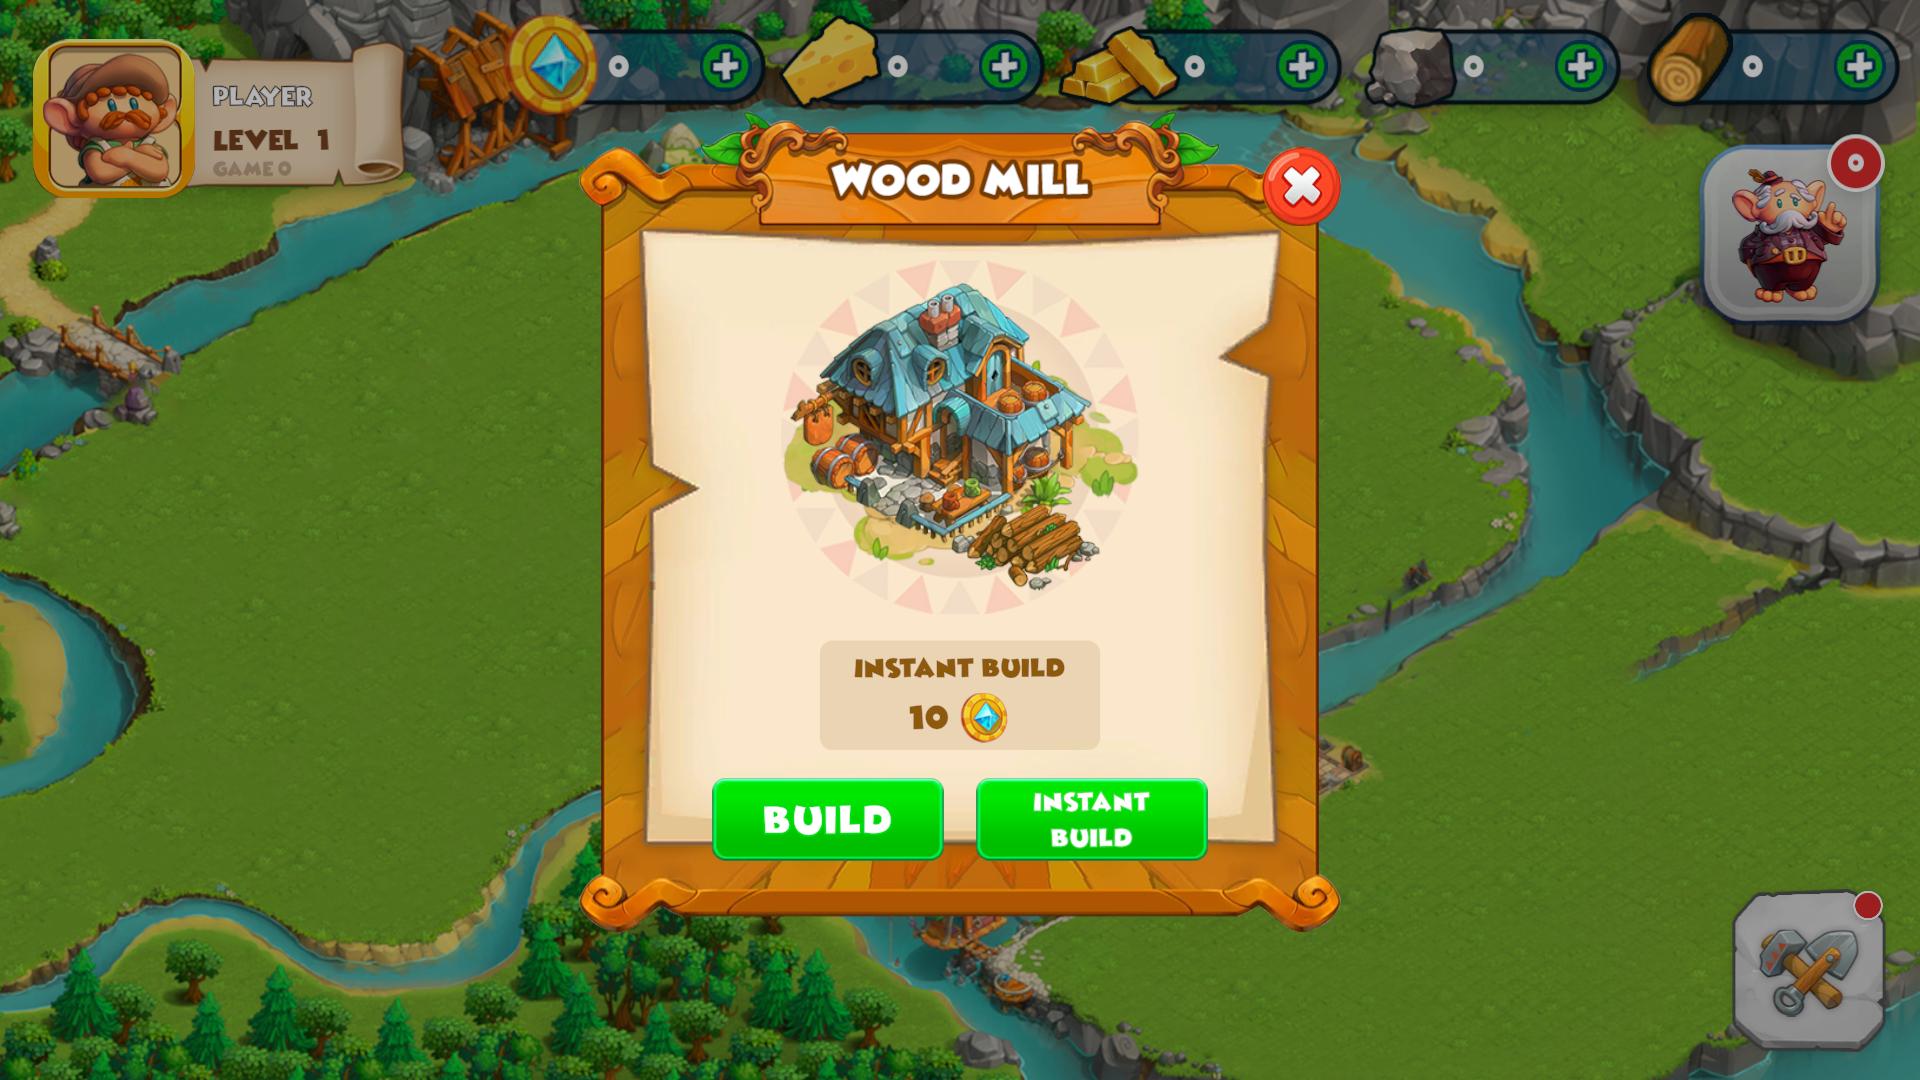 PLAYER
LEVEL 1
GAME 0
0
0
0
0
0
0
WOOD MILL
INSTANT BUILD
10
BUILD
INSTANT
BUILD